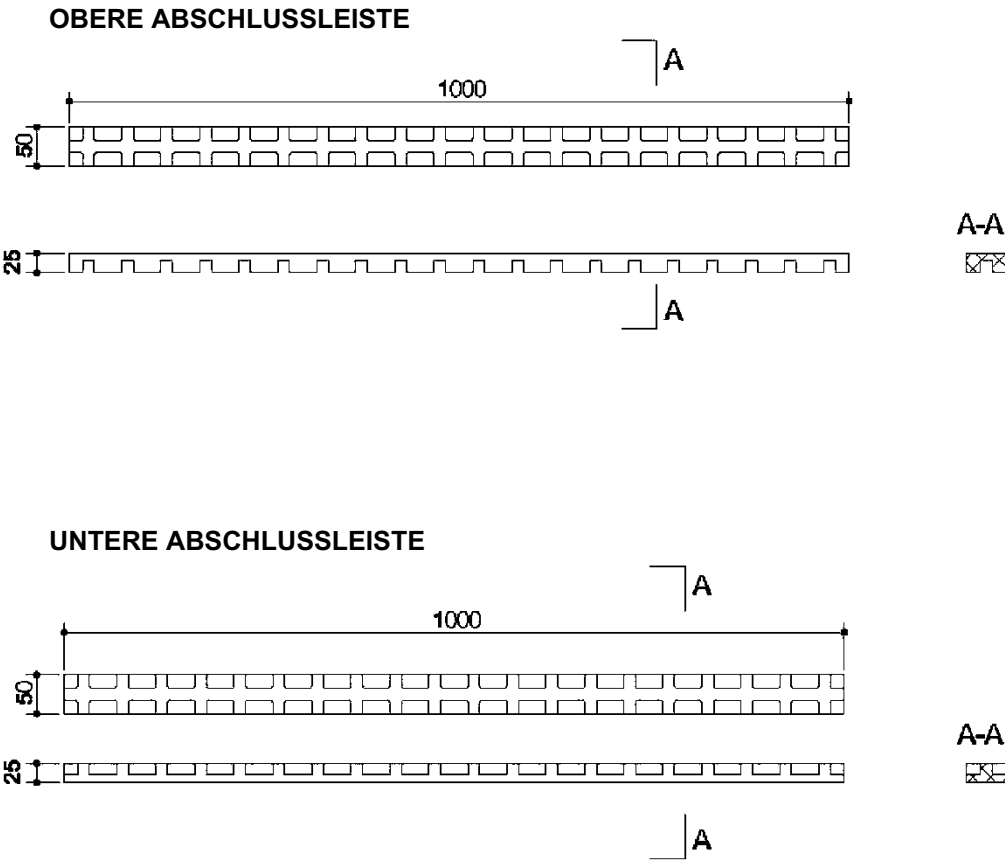 OBERE ABSCHLUSSLEISTE
A
1000
50
A-A
25
A
UNTERE ABSCHLUSSLEISTE
A
1000
50
A-A
25
A